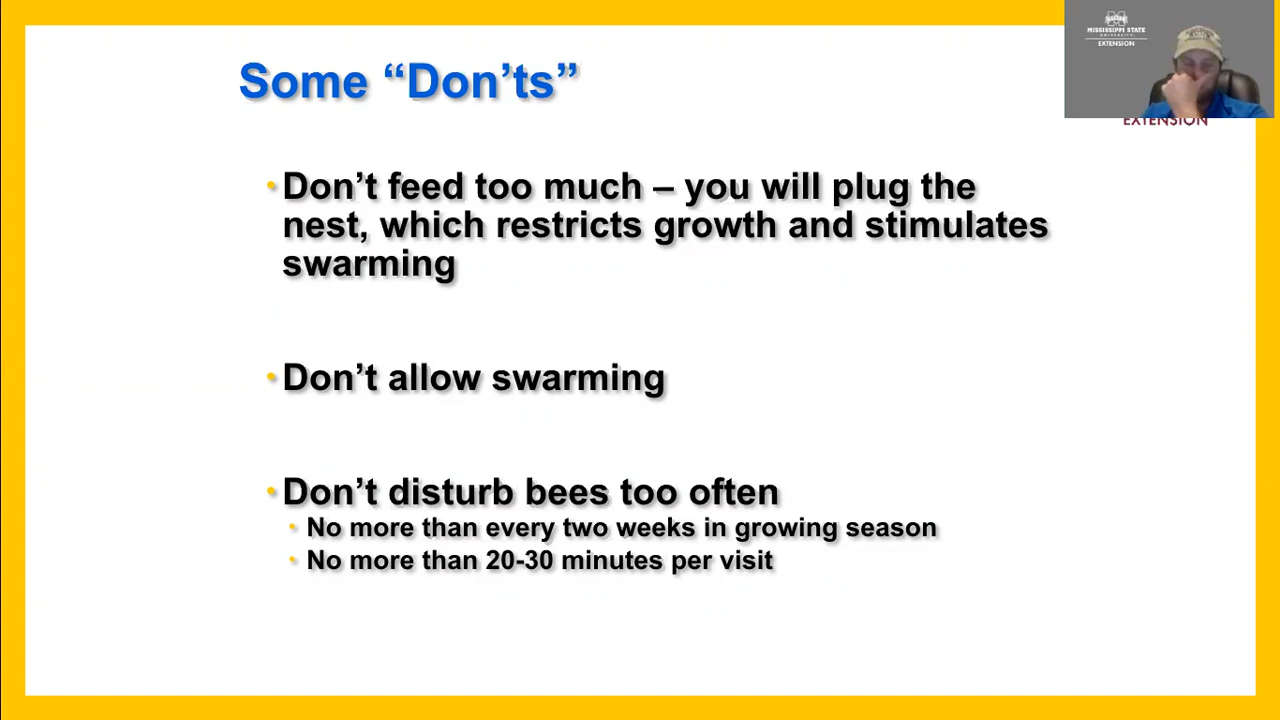 MISSISSIPPI STATE
UNIVERSITY
EXTENSION
EXTENSION
Some “Don’ts”
•Don’t feed too much – you will plug the
nest, which restricts growth and stimulates
swarming
•Don’t allow swarming
•Don’t disturb bees too often
• No more than every two weeks in growing season
• No more than 20-30 minutes per visit